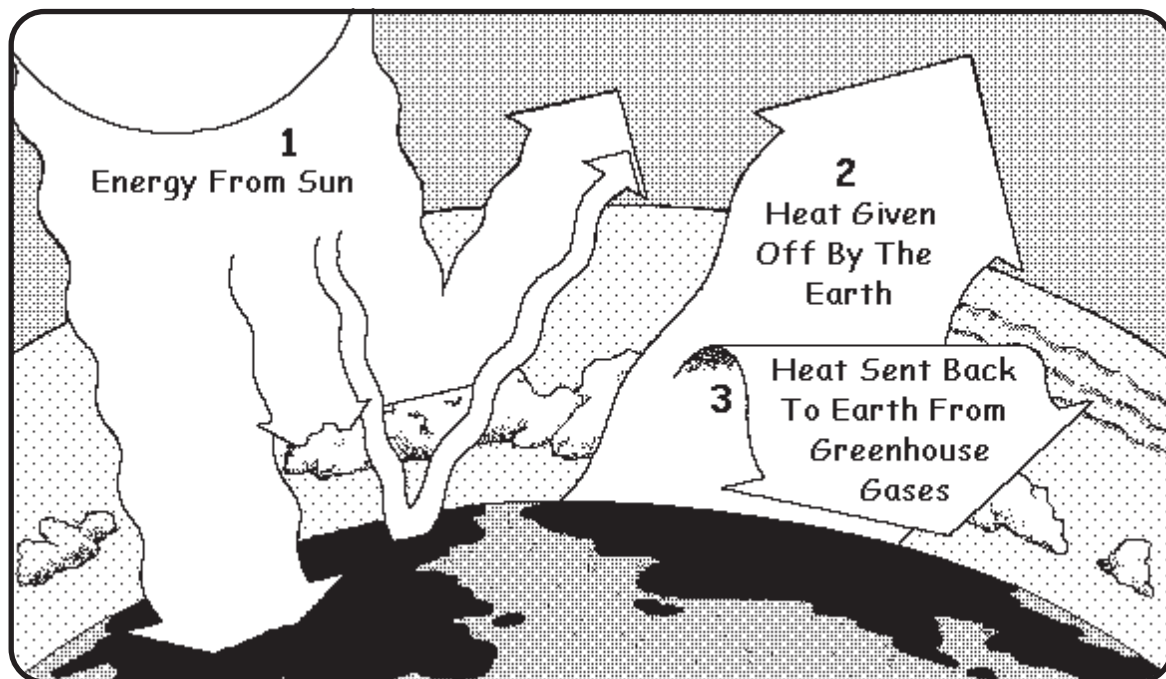 1
Energy From Sun
2
Heat Given
Off By The
Earth
3
Heat Sent Back
To Earth From
Greenhouse
Gases